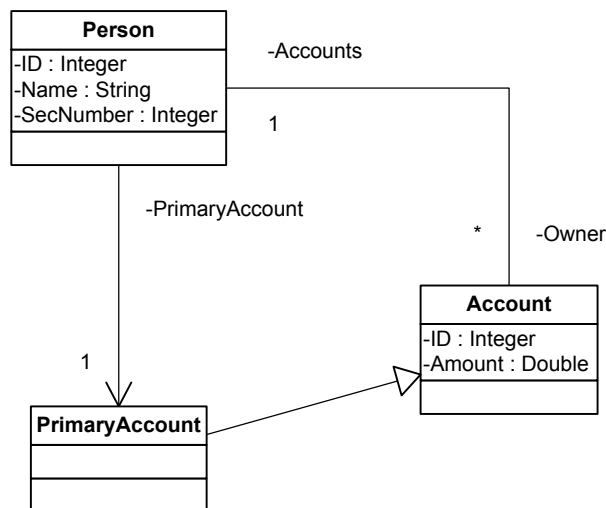 Person
-ID : Integer
-Name : String
-SecNumber : Integer
-Accounts
1
-PrimaryAccount
*
-Owner
Account
-ID : Integer
-Amount : Double
1
PrimaryAccount